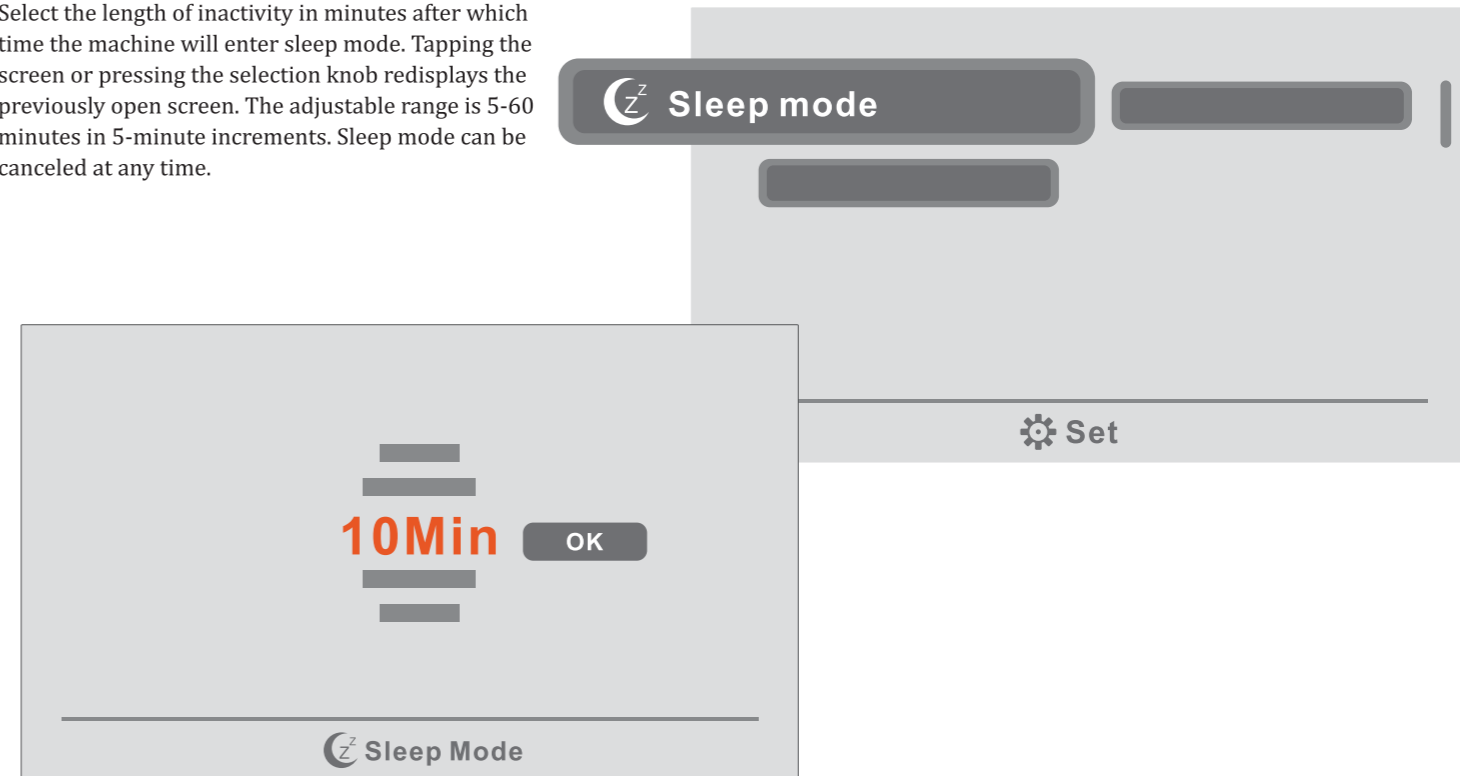 Select the length of inactivity in minutes after which
time the machine will enter sleep mode. Tapping the
screen or pressing the selection knob redisplays the
previously open screen. The adjustable range is 5-60
minutes in 5-minute increments. Sleep mode can be
canceled at any time.
zz Sleep mode
Set
10Min
OK
zz Sleep Mode